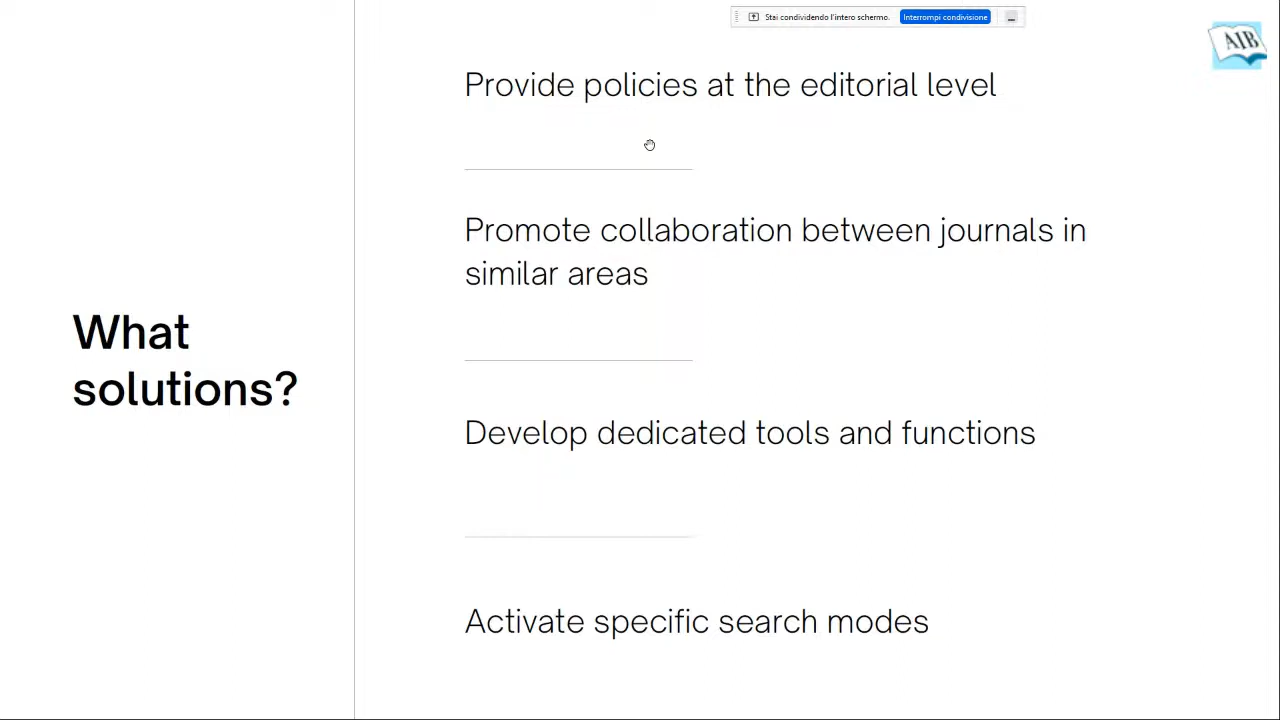 Stai condividendo l'intero schermo. Interrompi condivisione
AIB
Provide policies at the editorial level
Promote collaboration between journals in
similar areas
What
solutions?
Develop dedicated tools and functions
Activate specific search modes